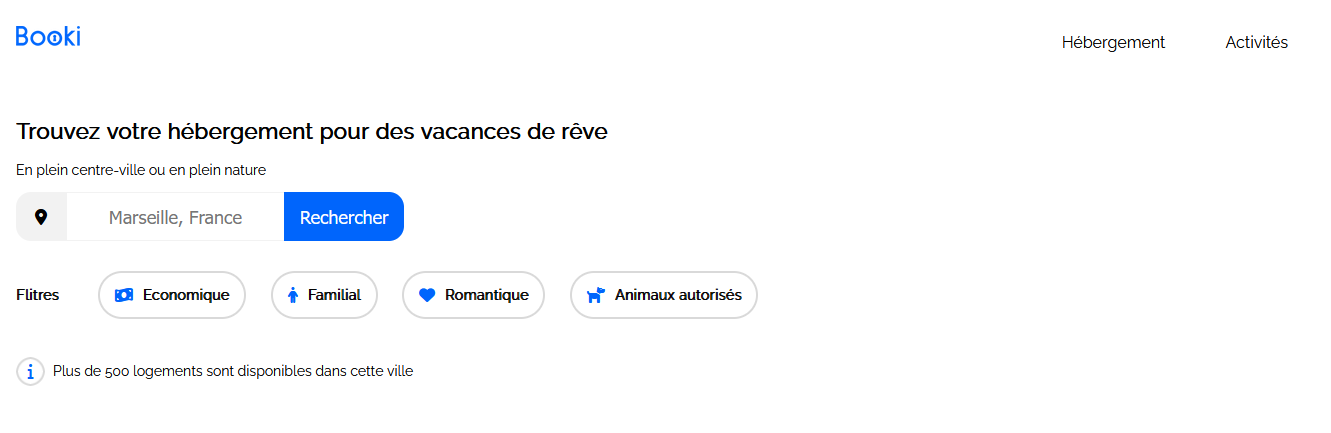 Booki
Hébergement
Activités
Trouvez votre hébergement pour des vacances de rêve
En plein centre-ville ou en plein nature
Marseille, France
Rechercher
Flitres
Economique
Familial
Romantique
Animaux autorisés
Plus de 500 logements sont disponibles dans cette ville